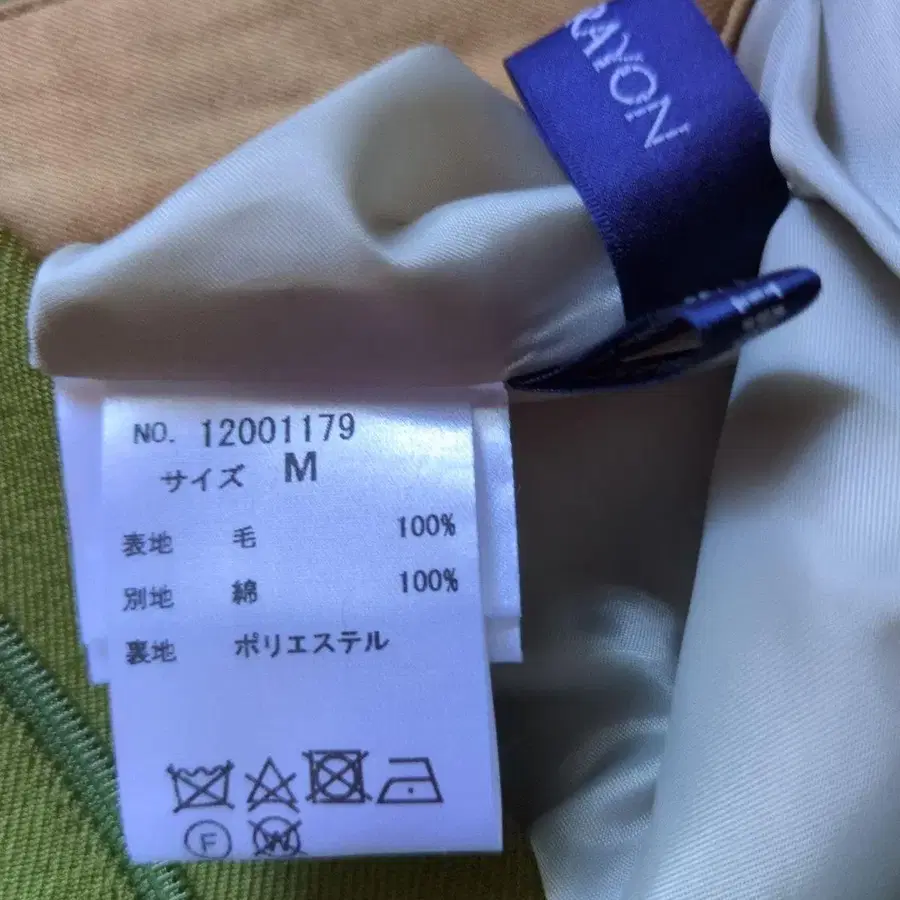 RAYON
NO. 12001179
サイズ M
表地 毛 100%
別地 綿 100%
裏地 ポリエステル
F
W